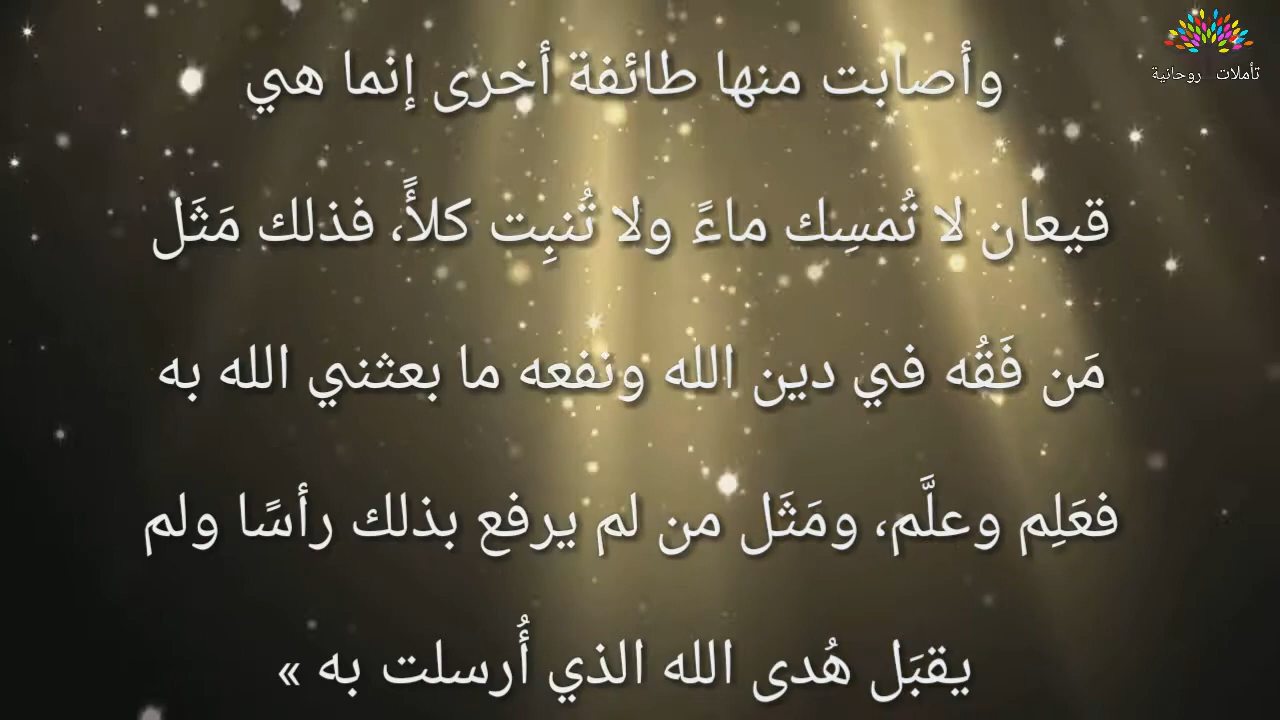 تأملات روحانية
وأصابت منها طائفة أخرى إنما هي
قيعان لا تُمسِك ماءً ولا تُنبِت كلأً، فذلك مَثَل
مَن فَقُه في دين الله ونفعه ما بعثني الله به
فعَلِم وعلَّم، ومَثَل من لم يرفع بذلك رأسًا ولم
يقبَل هُدى الله الذي أُرسلت به »